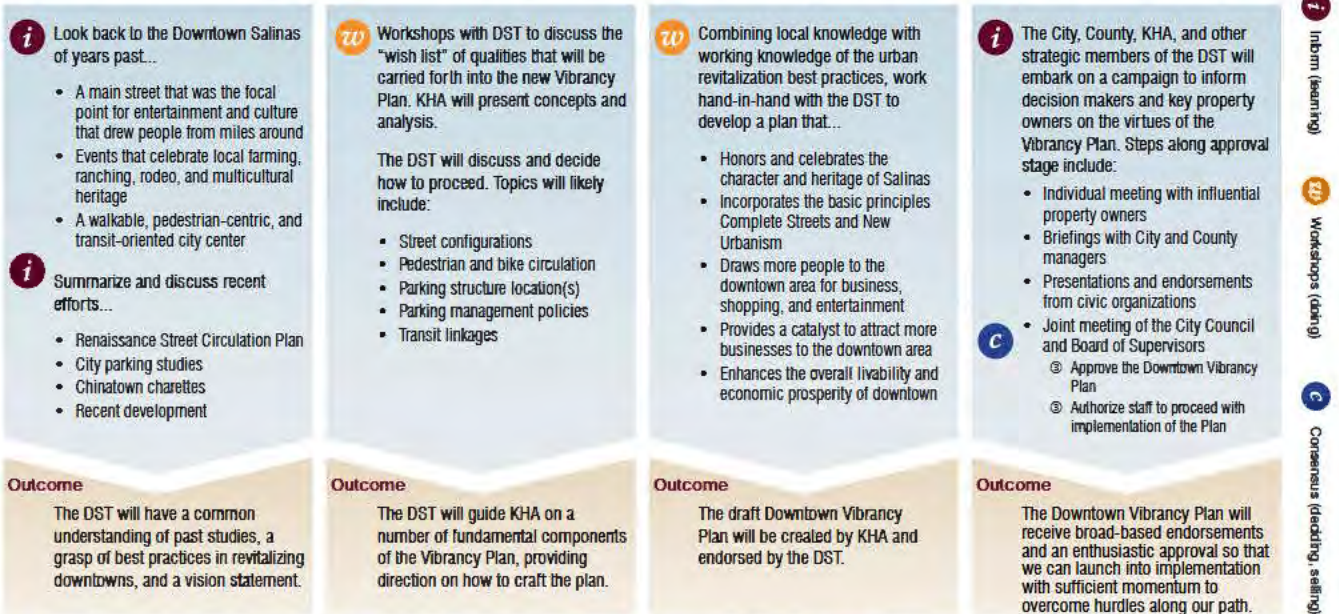 i Look back to the Downtown Salinas
of years past...
• A main street that was the focal
point for entertainment and culture
that drew people from miles around
• Events that celebrate local farming,
ranching, rodeo, and multicultural
heritage
• A walkable, pedestrian-centric, and
transit-oriented city center
i Summarize and discuss recent
efforts...
• Renaissance Street Circulation Plan
• City parking studies
• Chinatown charettes
• Recent development
Outcome
The DST will have a common
understanding of past studies, a
grasp of best practices in revitalizing
downtowns, and a vision statement.
w Workshops with DST to discuss the
“wish list” of qualities that will be
carried forth into the new Vibrancy
Plan. KHA will present concepts and
analysis.
The DST will discuss and decide
how to proceed. Topics will likely
include:
• Street configurations
• Pedestrian and bike circulation
• Parking structure location(s)
• Parking management policies
• Transit linkages
Outcome
The DST will guide KHA on a
number of fundamental components
of the Vibrancy Plan, providing
direction on how to craft the plan.
w Combining local knowledge with
working knowledge of the urban
revitalization best practices, work
hand-in-hand with the DST to
develop a plan that...
• Honors and celebrates the
character and heritage of Salinas
• Incorporates the basic principles
Complete Streets and New
Urbanism
• Draws more people to the
downtown area for business,
shopping, and entertainment
• Provides a catalyst to attract more
businesses to the downtown area
• Enhances the overall livability and
economic prosperity of downtown
Outcome
The draft Downtown Vibrancy
Plan will be created by KHA and
endorsed by the DST.
i The City, County, KHA, and other
strategic members of the DST will
embark on a campaign to inform
decision makers and key property
owners on the virtues of the
Vibrancy Plan. Steps along approval
stage include:
• Individual meeting with influential
property owners
• Briefings with City and County
managers
• Presentations and endorsements
from civic organizations
c • Joint meeting of the City Council
and Board of Supervisors
③ Approve the Downtown Vibrancy
Plan
③ Authorize staff to proceed with
implementation of the Plan
Outcome
The Downtown Vibrancy Plan will
receive broad-based endorsements
and an enthusiastic approval so that
we can launch into implementation
with sufficient momentum to
overcome hurdles along our path.
i Inform (learning)
w Workshops (doing)
c Consensus (deciding, selling)